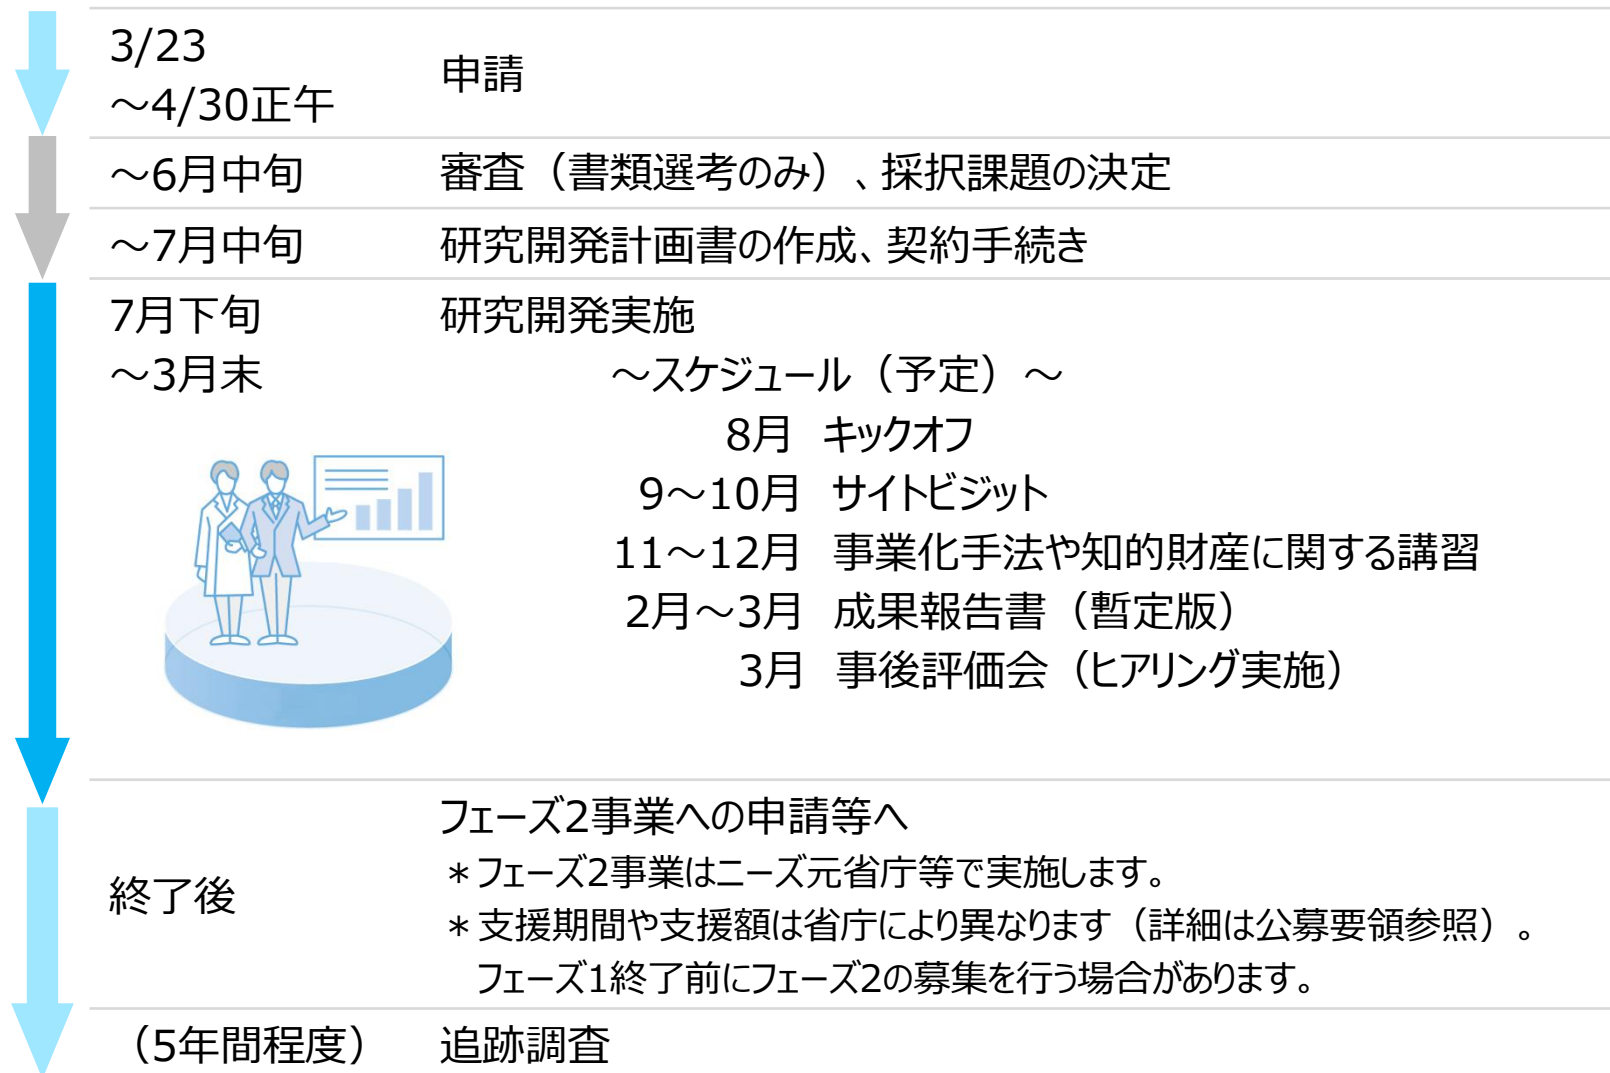 3/23
～4/30正午
申請
～6月中旬
審査（書類選考のみ）、採択課題の決定
～7月中旬
研究開発計画書の作成、契約手続き
7月下旬
～3月末
研究開発実施
～スケジュール（予定）～
8月 キックオフ
9～10月 サイトビジット
11～12月 事業化手法や知的財産に関する講習
2月～3月 成果報告書（暫定版）
3月 事後評価会（ヒアリング実施）
終了後
フェーズ2事業への申請等へ
＊フェーズ2事業はニーズ元省庁等で実施します。
＊支援期間や支援額は省庁により異なります（詳細は公募要領参照）。
フェーズ1終了前にフェーズ2の募集を行う場合があります。
（5年間程度）
追跡調査